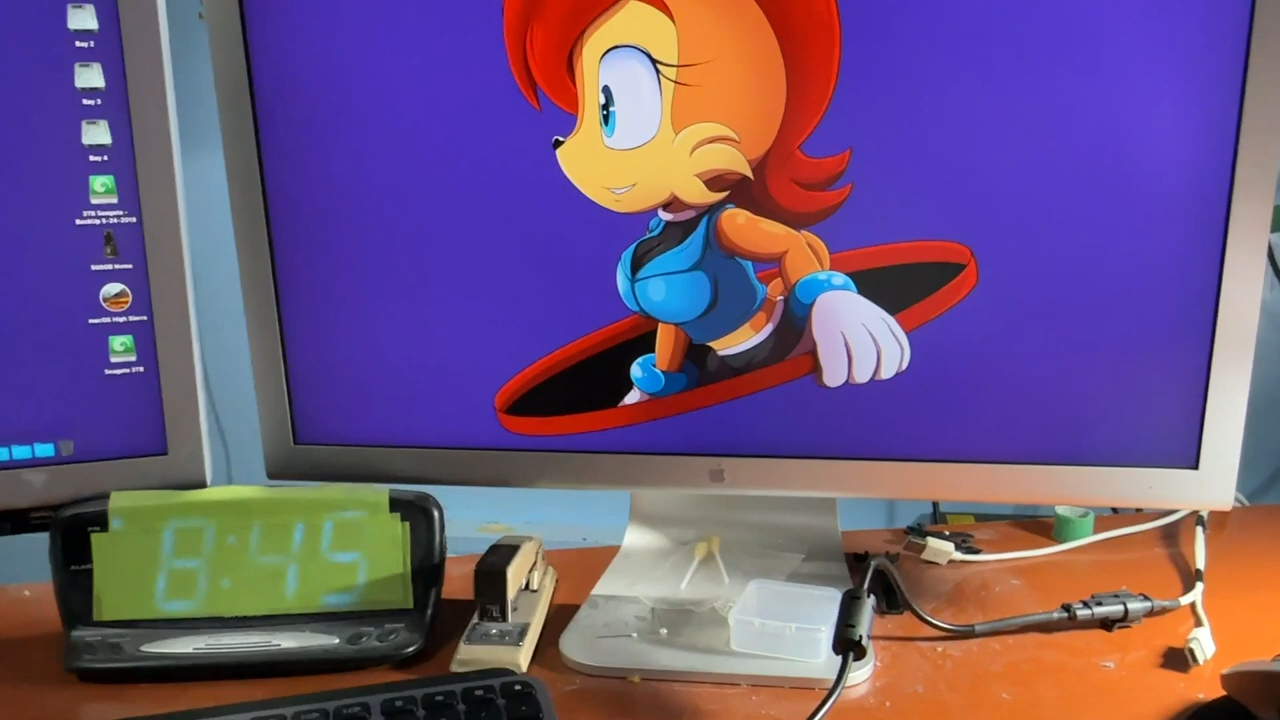 Bay 2
Bay 3
Bay 4
3TB Seagate -
BackUp 5-24-2019
500GB Momo
macOS High Sierra
Seagate 3TB
8:45